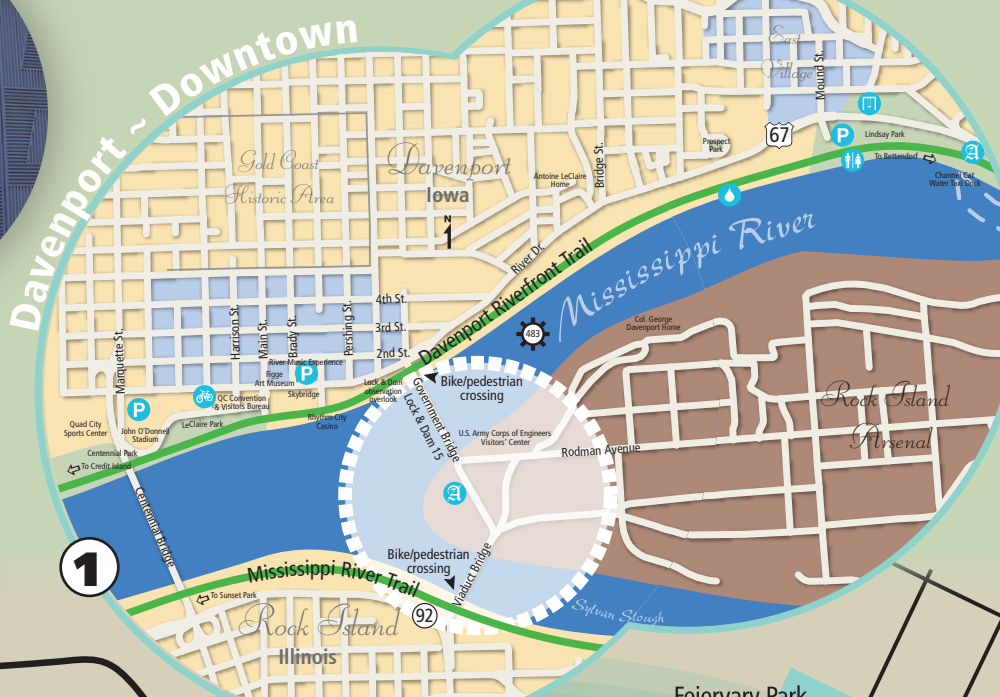 Davenport ~ Downtown
East
Village
Mound St.
67
P
Lindsay Park
To Bettendorf
Channel Cat
Water Taxi Dock
Prospect
Park
Gold Coast
Historic Area
Davenport
Iowa
N
Antoine LeClaire
Home
Bridge St.
Mississippi River
River Dr.
Davenport Riverfront Trail
483
Col. George
Davenport Home
4th St.
3rd St.
2nd St.
Marquette St.
Harrison St.
Main St.
Brady St.
Pershing St.
River Music Experience
P
Figge
Art Museum
Skybridge
Lock & Dam
observation
overlook
QC Convention
& Visitors Bureau
P
Rhythm City
Casino
LeClaire Park
John O'Donnell
Stadium
Quad City
Sports Center
Centennial Park
To Credit Island
Centennial Bridge
Bike/pedestrian
crossing
Government Bridge
Lock & Dam 15
U.S. Army Corps of Engineers
Visitors' Center
Rodman Avenue
Rock Island
Arsenal
Bike/pedestrian
crossing
Viaduct Bridge
1
Mississippi River Trail
To Sunset Park
92
Sylvan Slough
Rock Island
Illinois
Fejervary Park